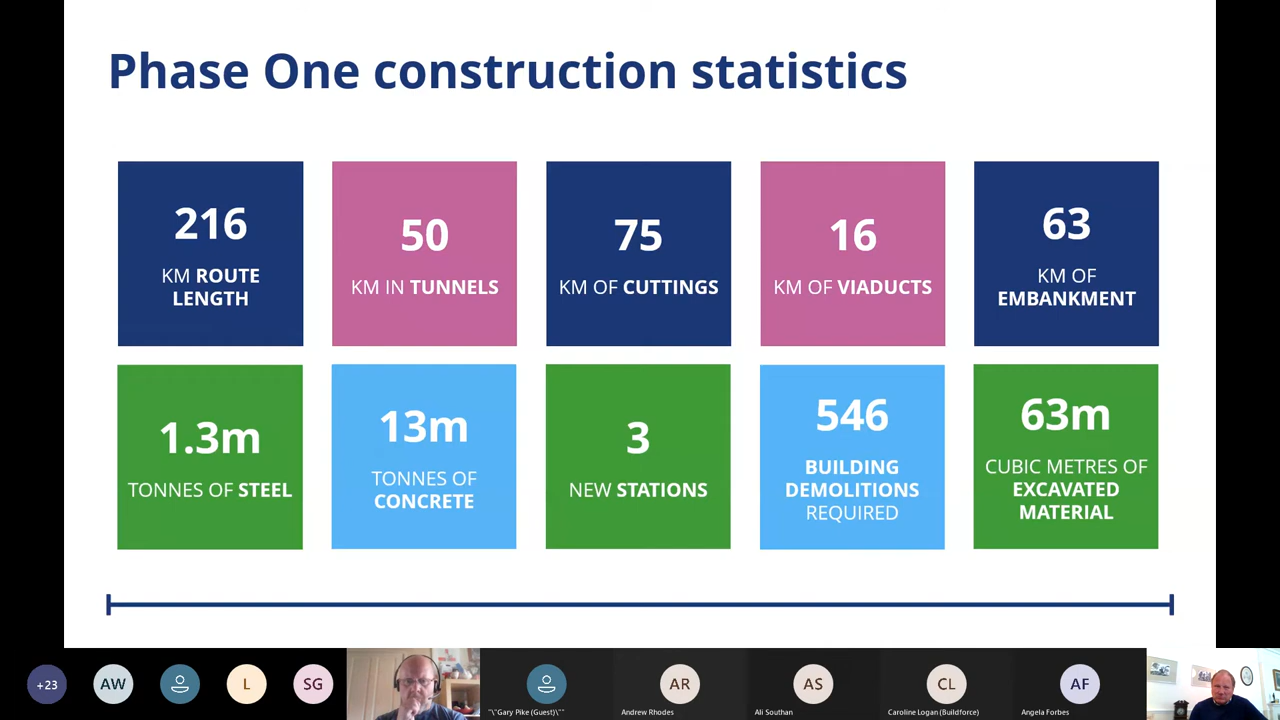 Phase One construction statistics
216
KM ROUTE
LENGTH
50
KM IN TUNNELS
75
KM OF CUTTINGS
16
KM OF VIADUCTS
63
KM OF
EMBANKMENT
1.3m
TONNES OF STEEL
13m
TONNES OF
CONCRETE
3
NEW STATIONS
546
BUILDING
DEMOLITIONS
REQUIRED
63m
CUBIC METRES OF
EXCAVATED
MATERIAL
+23
AW
L
SG
"\"Gary Pike (Guest)\""
AR
Andrew Rhodes
AS
Ali Southan
CL
Caroline Logan (Buildforce)
AF
Angela Forbes